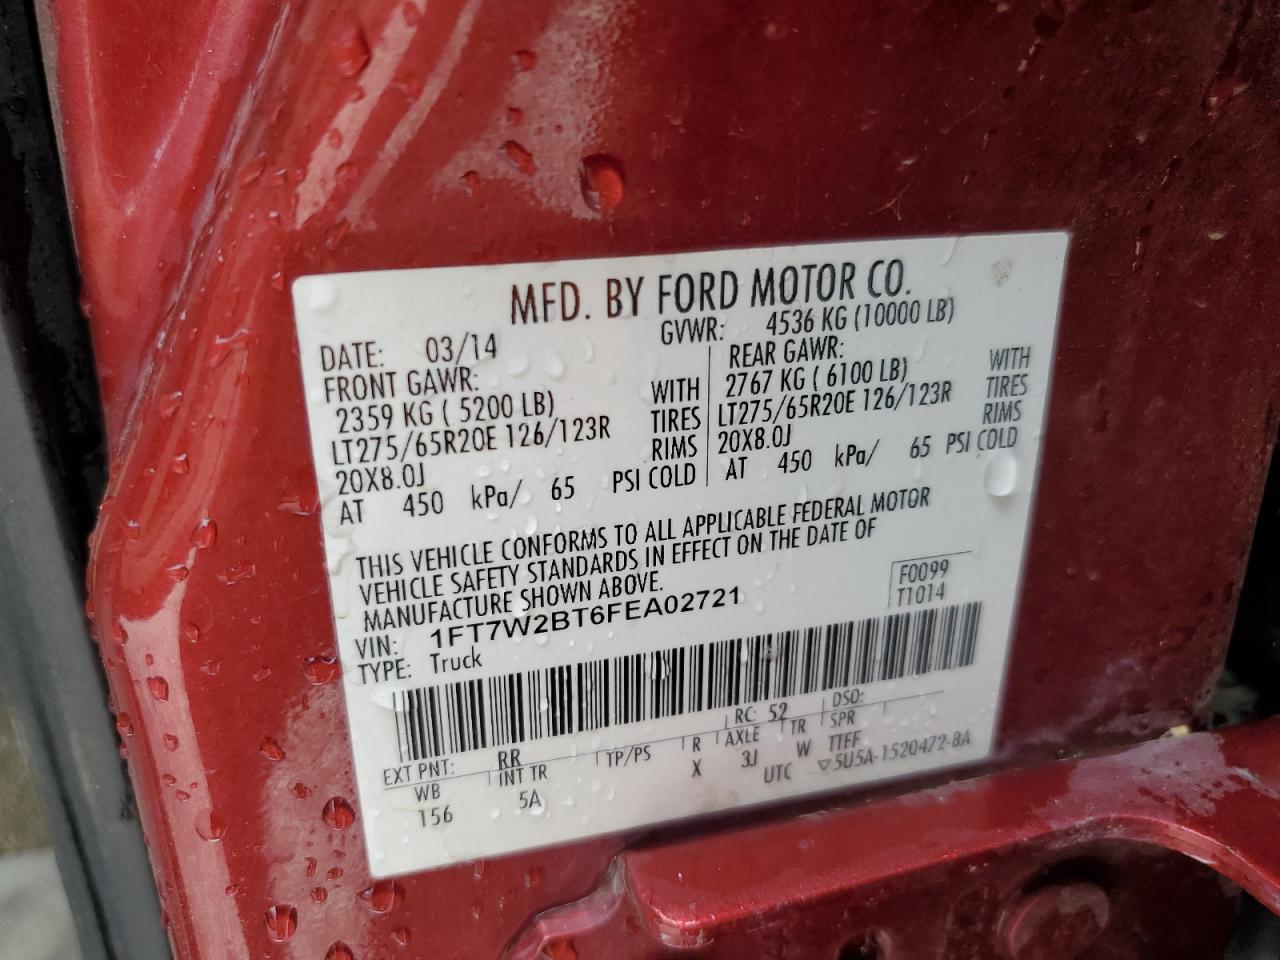 MFD. BY FORD MOTOR CO.
DATE: 03/14
GVWR: 4536 KG (10000 LB)
FRONT GAWR:
2359 KG ( 5200 LB) WITH
LT275/65R20E 126/123R TIRES
20X8.0J RIMS
AT 450 kPa/ 65 PSI COLD
REAR GAWR:
2767 KG ( 6100 LB) WITH
LT275/65R20E 126/123R TIRES
20X8.0J RIMS
AT 450 kPa/ 65 PSI COLD
THIS VEHICLE CONFORMS TO ALL APPLICABLE FEDERAL MOTOR
VEHICLE SAFETY STANDARDS IN EFFECT ON THE DATE OF
MANUFACTURE SHOWN ABOVE.
F0099
T1014
VIN: 1FT7W2BT6FEA02721
TYPE: Truck
EXT PNT: RR RC: 52 DSO:
WB INT TR TP/PS R AXLE TR SPR
156 5A X 3J W TTFF
UTC ▽5U5A-1520472-BA